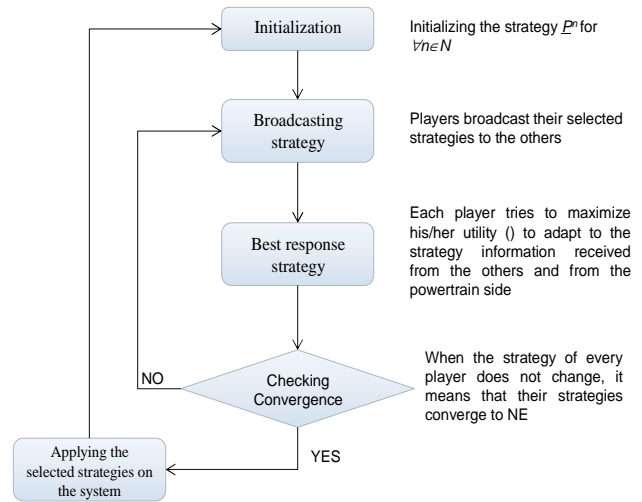 Initialization
Initializing the strategy P^n for
∀n∈N
Broadcasting
strategy
Players broadcast their selected
strategies to the others
Best response
strategy
Each player tries to maximize
his/her utility () to adapt to the
strategy information received
from the others and from the
powertrain side
Checking
Convergence
NO
YES
When the strategy of every
player does not change, it
means that their strategies
converge to NE
Applying the
selected strategies on
the system